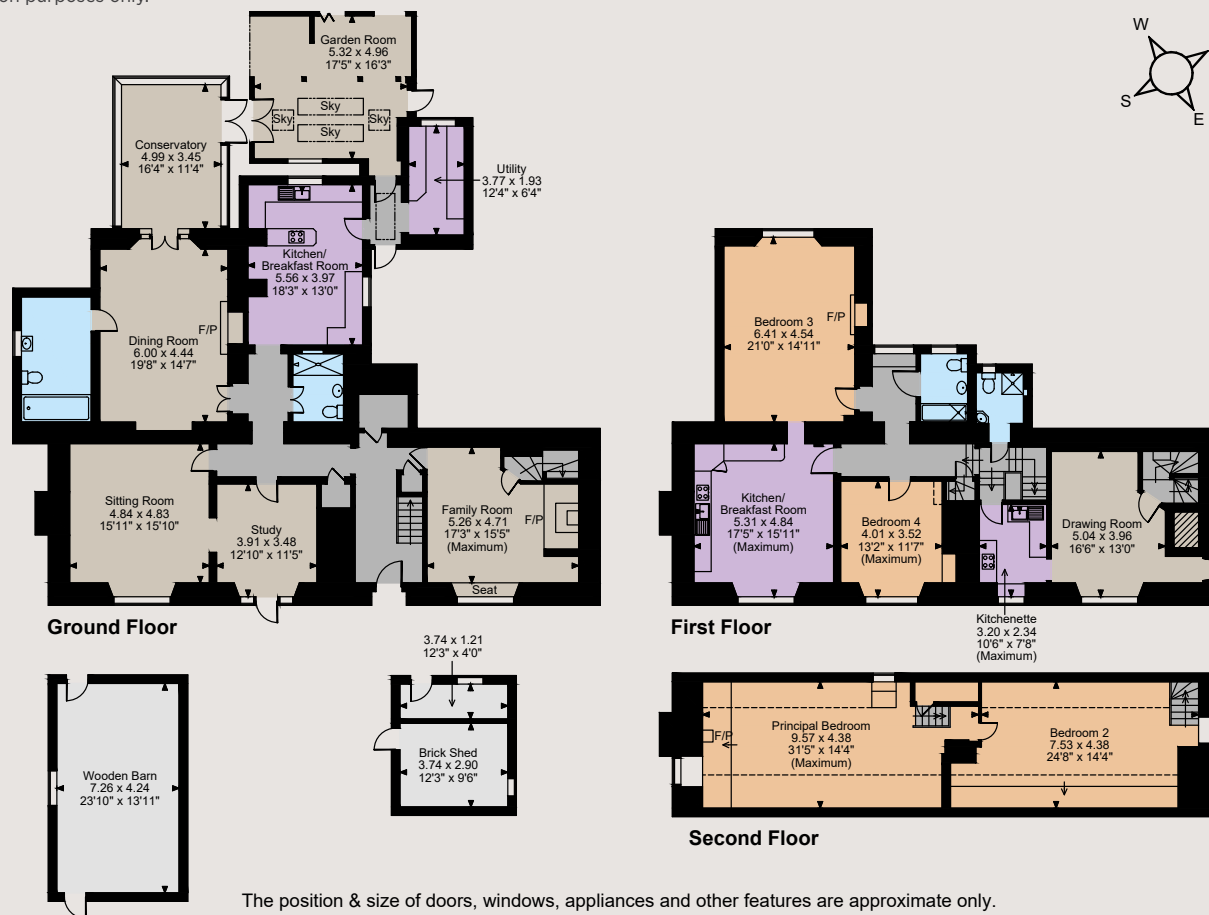 on purposes only.
Garden Room
5.32 x 4.96
17'5" x 16'3"
Sky
Sky
Sky
Sky
Conservatory
4.99 x 3.45
16'4" x 11'4"
Utility
3.77 x 1.93
12'4" x 6'4"
Kitchen/
Breakfast Room
5.56 x 3.97
18'3" x 13'0"
F/P
Dining Room
6.00 x 4.44
19'8" x 14'7"
Sitting Room
4.84 x 4.83
15'11" x 15'10"
Study
3.91 x 3.48
12'10" x 11'5"
Family Room
5.26 x 4.71
17'3" x 15'5"
(Maximum)
F/P
Seat
Ground Floor
W
S
E
Bedroom 3
6.41 x 4.54
21'0" x 14'11"
F/P
Kitchen/
Breakfast Room
5.31 x 4.84
17'5" x 15'11"
(Maximum)
Bedroom 4
4.01 x 3.52
13'2" x 11'7"
(Maximum)
Drawing Room
5.04 x 3.96
16'6" x 13'0"
Kitchenette
3.20 x 2.34
10'6" x 7'8"
(Maximum)
First Floor
3.74 x 1.21
12'3" x 4'0"
Brick Shed
3.74 x 2.90
12'3" x 9'6"
Wooden Barn
7.26 x 4.24
23'10" x 13'11"
F/P
Principal Bedroom
9.57 x 4.38
31'5" x 14'4"
(Maximum)
Bedroom 2
7.53 x 4.38
24'8" x 14'4"
Second Floor
The position & size of doors, windows, appliances and other features are approximate only.